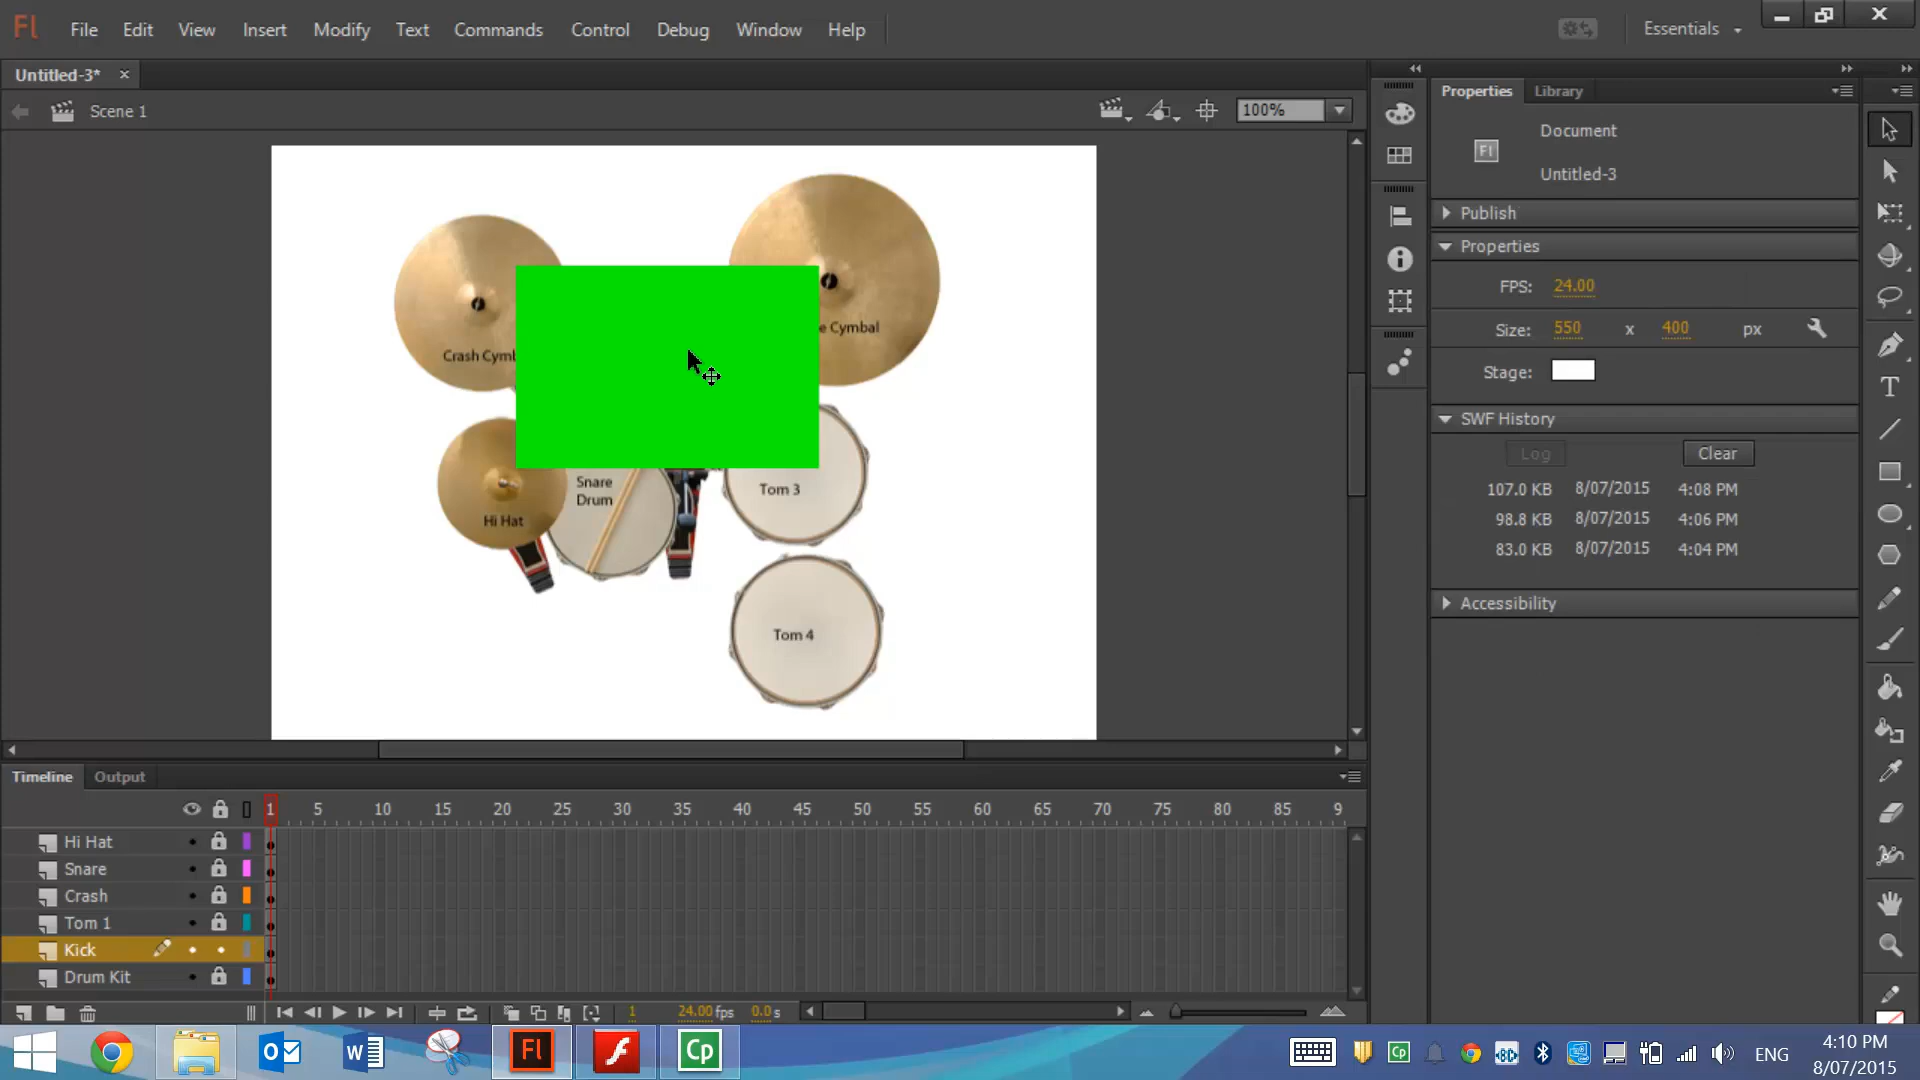 Fl File Edit View Insert Modify Text Commands Control Debug Window Help Essentials
Untitled-3*
Scene 1 100%
Properties Library
Fl Document
Untitled-3
Publish
Properties
FPS: 24.00
Size: 550 x 400 px
Stage:
SWF History
Log Clear
107.0 KB 8/07/2015 4:08 PM
98.8 KB 8/07/2015 4:06 PM
83.0 KB 8/07/2015 4:04 PM
Accessibility
e Cymbal
Crash Cymb
Snare
Drum
Tom 3
Hi Hat
Tom 4
Timeline Output
1 5 10 15 20 25 30 35 40 45 50 55 60 65 70 75 80 85 9
Hi Hat
Snare
Crash
Tom 1
Kick
Drum Kit
1 24.00 fps 0.0 s
Fl Cp Cp ENG 4:10 PM
8/07/2015